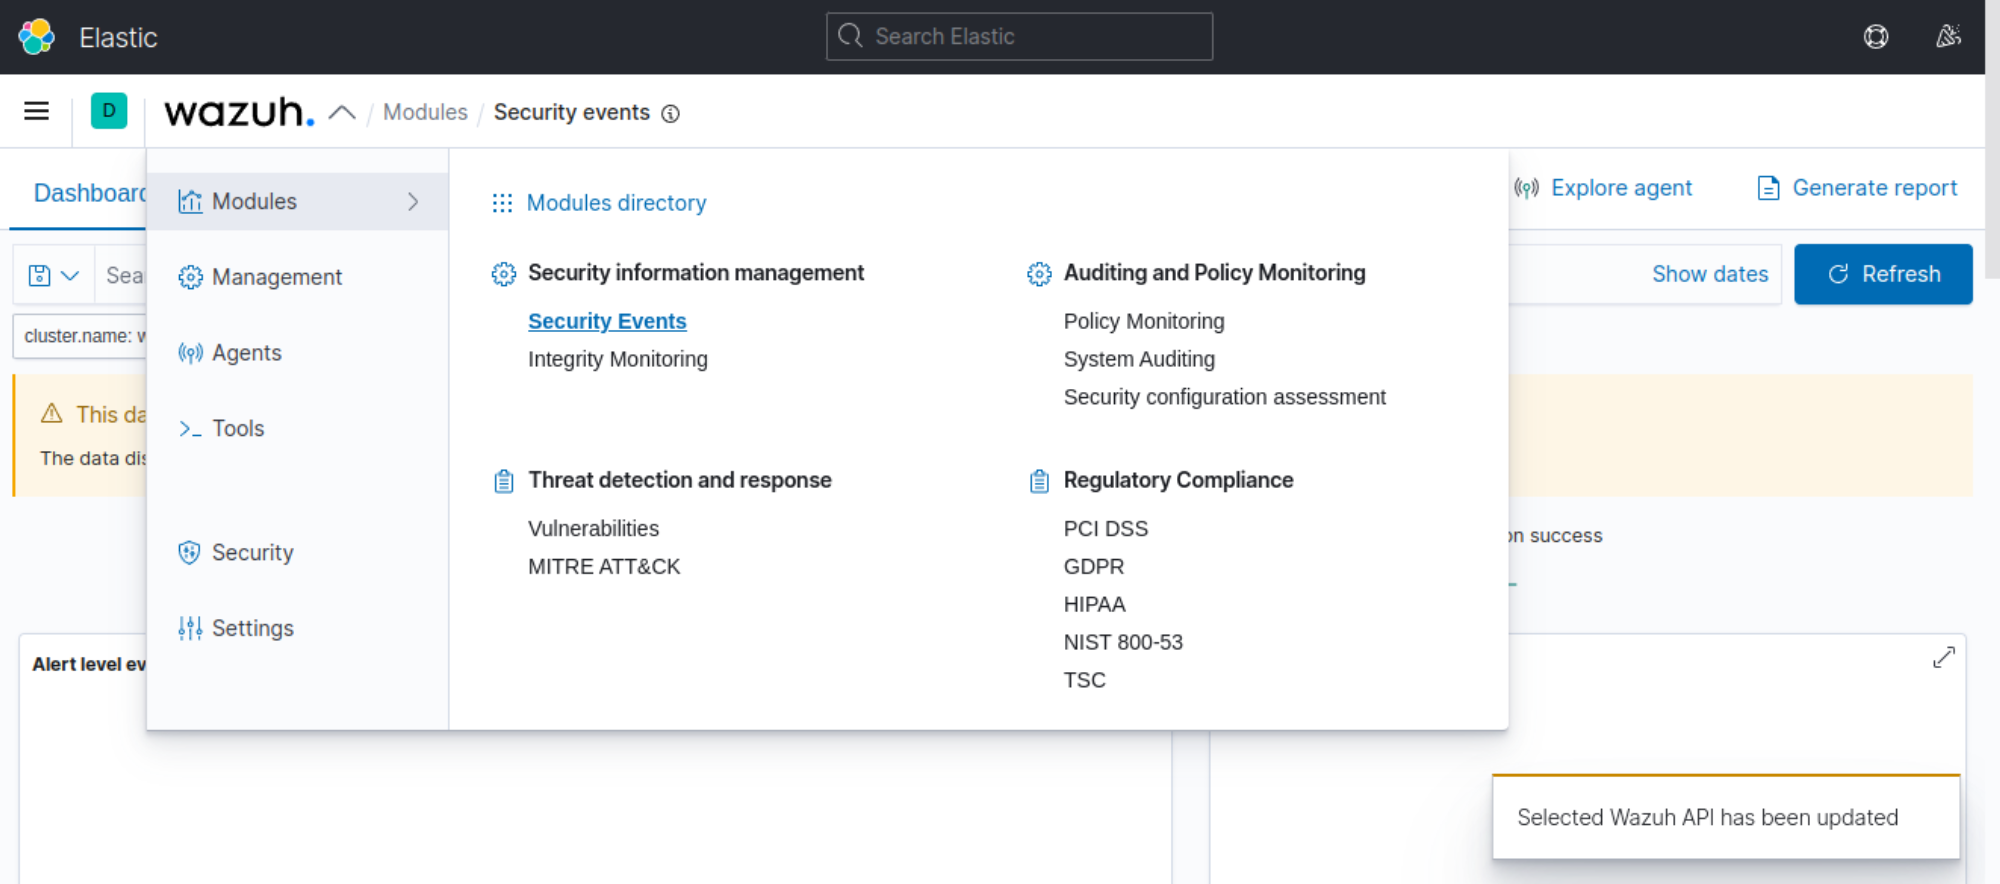 Elastic
Search Elastic
D
wazuh.
/ Modules / Security events
Dashboard
Modules
Modules directory
Explore agent
Generate report
Security information management
Auditing and Policy Monitoring
Management
Sea
Show dates
Refresh
Security Events
Policy Monitoring
cluster.name: w
Agents
Integrity Monitoring
System Auditing
Security configuration assessment
This da
Tools
The data dis
Threat detection and response
Regulatory Compliance
Vulnerabilities
PCI DSS
on success
Security
MITRE ATT&CK
GDPR
HIPAA
Settings
NIST 800-53
Alert level ev
TSC
Selected Wazuh API has been updated